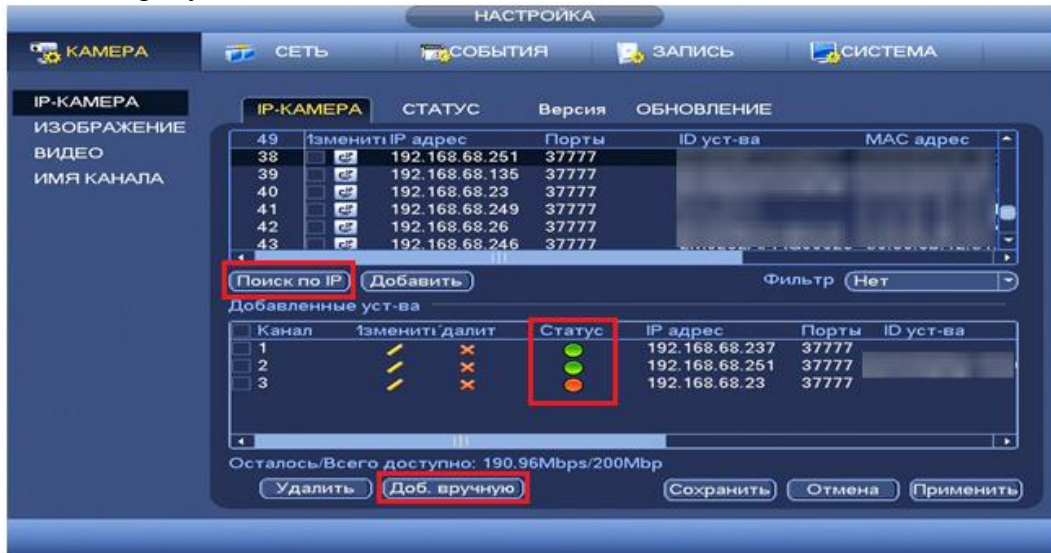 НАСТРОЙКА
КАМЕРА СЕТЬ СОБЫТИЯ ЗАПИСЬ СИСТЕМА
IP-КАМЕРА
ИЗОБРАЖЕНИЕ
ВИДЕО
ИМЯ КАНАЛА
IP-КАМЕРА СТАТУС Версия ОБНОВЛЕНИЕ
49 Ізменитı IP адрес Порты ID уст-ва MAC адрес
38 192.168.68.251 37777
39 192.168.68.135 37777
40 192.168.68.23 37777
41 192.168.68.249 37777
42 192.168.68.26 37777
43 192.168.68.246 37777
Поиск по IP Добавить Фильтр Нет
Добавленные уст-ва
Канал Ізменитı далит Статус IP адрес Порты ID уст-ва
1 192.168.68.237 37777
2 192.168.68.251 37777
3 192.168.68.23 37777
Осталось/Всего доступно: 190.96Mbps/200Mbp
Удалить Доб. вручную Сохранить Отмена Применить